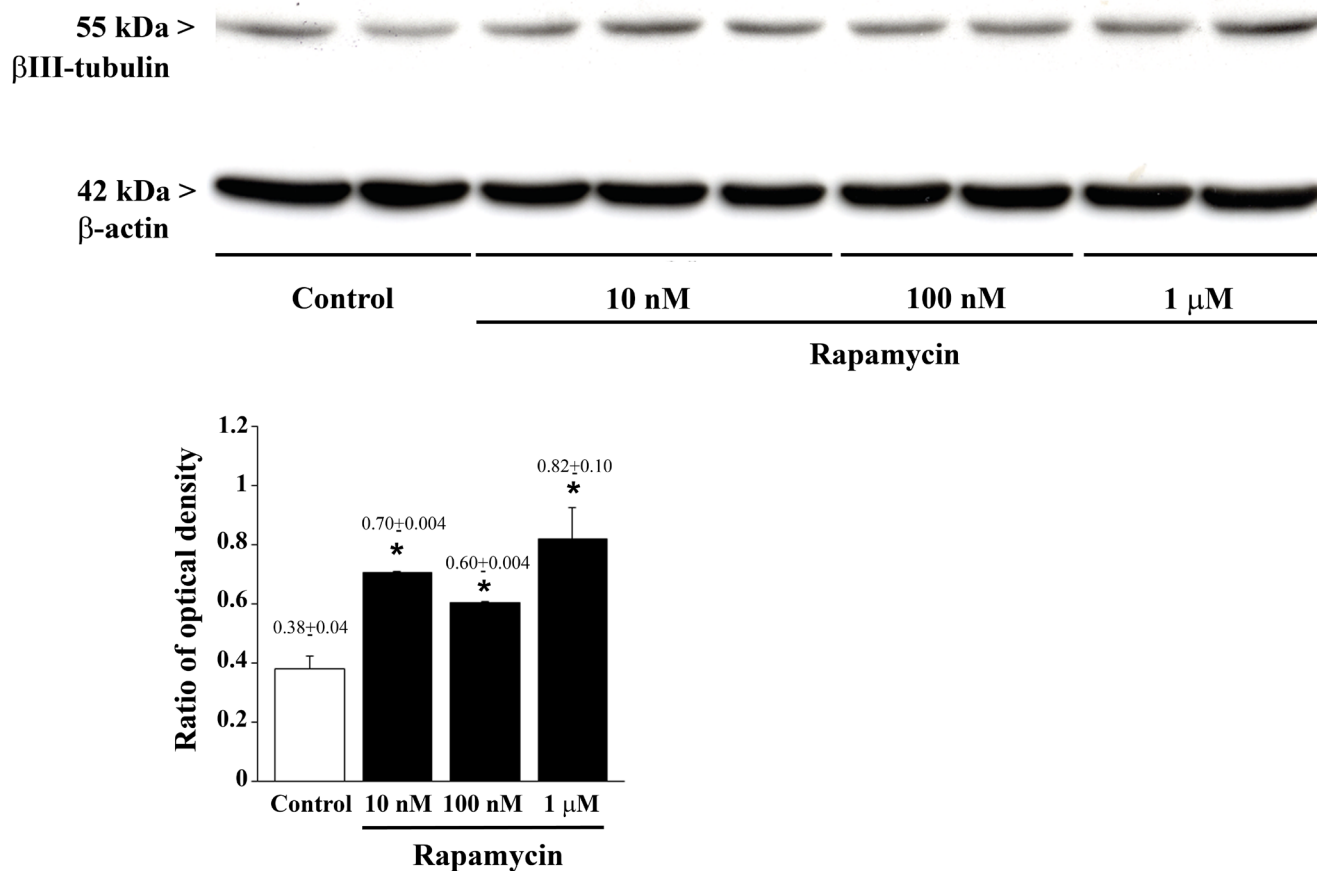 55 kDa >
βIII-tubulin
42 kDa >
β-actin
Control 10 nM 100 nM 1 μM
Rapamycin
Ratio of optical density
1.2
1
0.8
0.6
0.4
0.2
0
0.38±0.04
0.70±0.004
*
0.60±0.004
*
0.82±0.10
*
Control 10 nM 100 nM 1 μM
Rapamycin